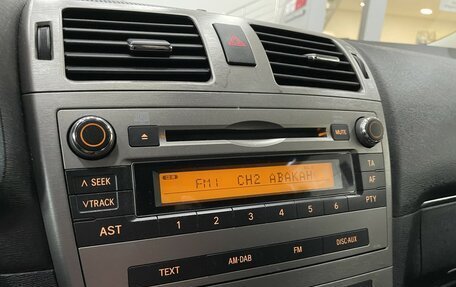 MUTE
∧ SEEK
∨TRACK
AST
FM1 CH2 АВАКАН
TA
AF
PTY
1 2 3 4 5 6
TEXT
AM·DAB
FM
DISC·AUX